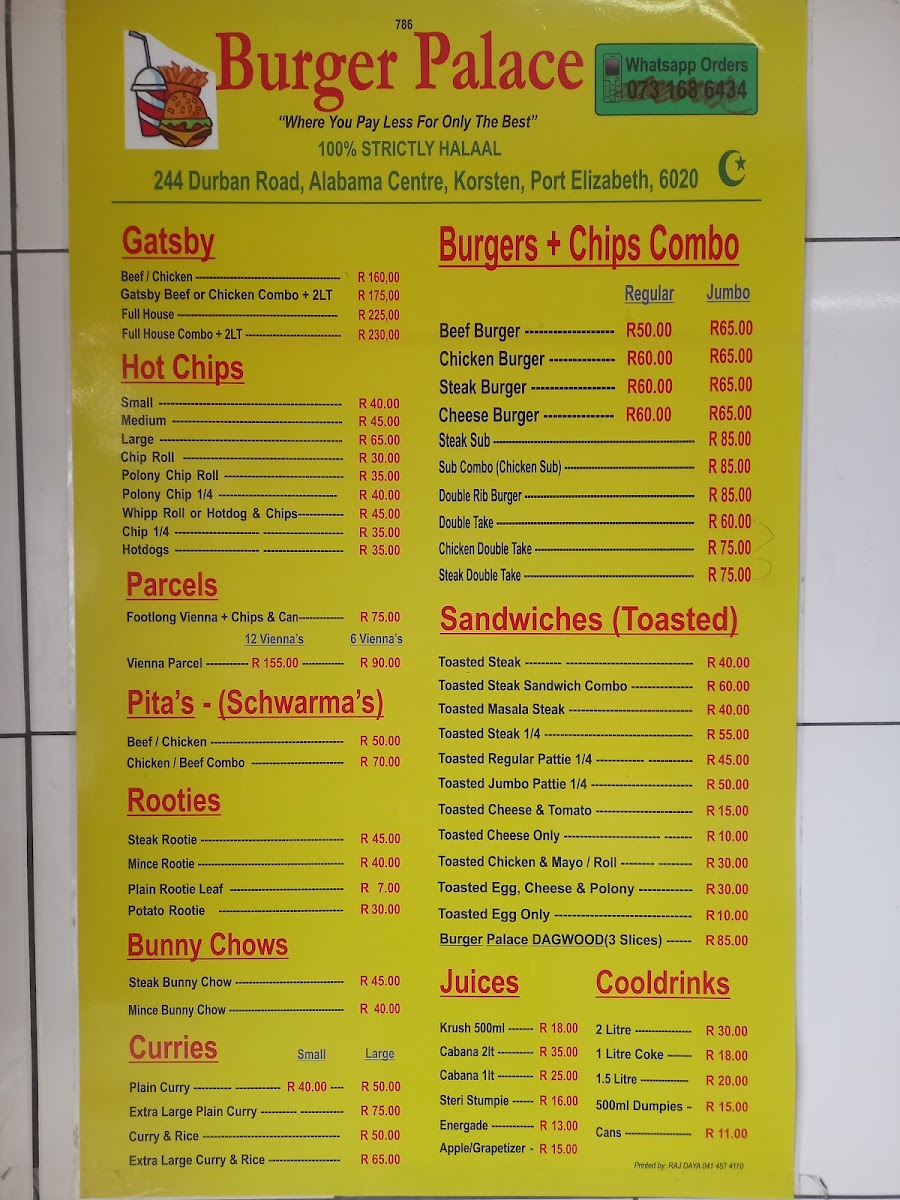 786
Burger Palace
Whatsapp Orders
073 168 6434
“Where You Pay Less For Only The Best”
100% STRICTLY HALAAL
244 Durban Road, Alabama Centre, Korsten, Port Elizabeth, 6020
Gatsby
Beef / Chicken R 160,00
Gatsby Beef or Chicken Combo + 2LT R 175,00
Full House R 225,00
Full House Combo + 2LT R 230,00
Hot Chips
Small R 40.00
Medium R 45.00
Large R 65.00
Chip Roll R 30.00
Polony Chip Roll R 35.00
Polony Chip 1/4 R 40.00
Whipp Roll or Hotdog & Chips R 45.00
Chip 1/4 R 35.00
Hotdogs R 35.00
Parcels
Footlong Vienna + Chips & Can R 75.00
12 Vienna’s 6 Vienna’s
Vienna Parcel R 155.00 R 90.00
Pita’s - (Schwarma’s)
Beef / Chicken R 50.00
Chicken / Beef Combo R 70.00
Rooties
Steak Rootie R 45.00
Mince Rootie R 40.00
Plain Rootie Leaf R 7.00
Potato Rootie R 30.00
Bunny Chows
Steak Bunny Chow R 45.00
Mince Bunny Chow R 40.00
Curries Small Large
Plain Curry R 40.00 R 50.00
Extra Large Plain Curry R 75.00
Curry & Rice R 50.00
Extra Large Curry & Rice R 65.00
Burgers + Chips Combo
Regular Jumbo
Beef Burger R50.00 R65.00
Chicken Burger R60.00 R65.00
Steak Burger R60.00 R65.00
Cheese Burger R60.00 R65.00
Steak Sub R 85.00
Sub Combo (Chicken Sub) R 85.00
Double Rib Burger R 85.00
Double Take R 60.00
Chicken Double Take R 75.00
Steak Double Take R 75.00
Sandwiches (Toasted)
Toasted Steak R 40.00
Toasted Steak Sandwich Combo R 60.00
Toasted Masala Steak R 40.00
Toasted Steak 1/4 R 55.00
Toasted Regular Pattie 1/4 R 45.00
Toasted Jumbo Pattie 1/4 R 50.00
Toasted Cheese & Tomato R 15.00
Toasted Cheese Only R 10.00
Toasted Chicken & Mayo / Roll R 30.00
Toasted Egg, Cheese & Polony R 30.00
Toasted Egg Only R10.00
Burger Palace DAGWOOD(3 Slices) R 85.00
Juices
Krush 500ml R 18.00
Cabana 2lt R 35.00
Cabana 1lt R 25.00
Steri Stumpie R 16.00
Energade R 13.00
Apple/Grapetizer - R 15.00
Cooldrinks
2 Litre R 30.00
1 Litre Coke R 18.00
1.5 Litre R 20.00
500ml Dumpies R 15.00
Cans R 11.00
Printed by: RAJ DAYA 041 457 4110